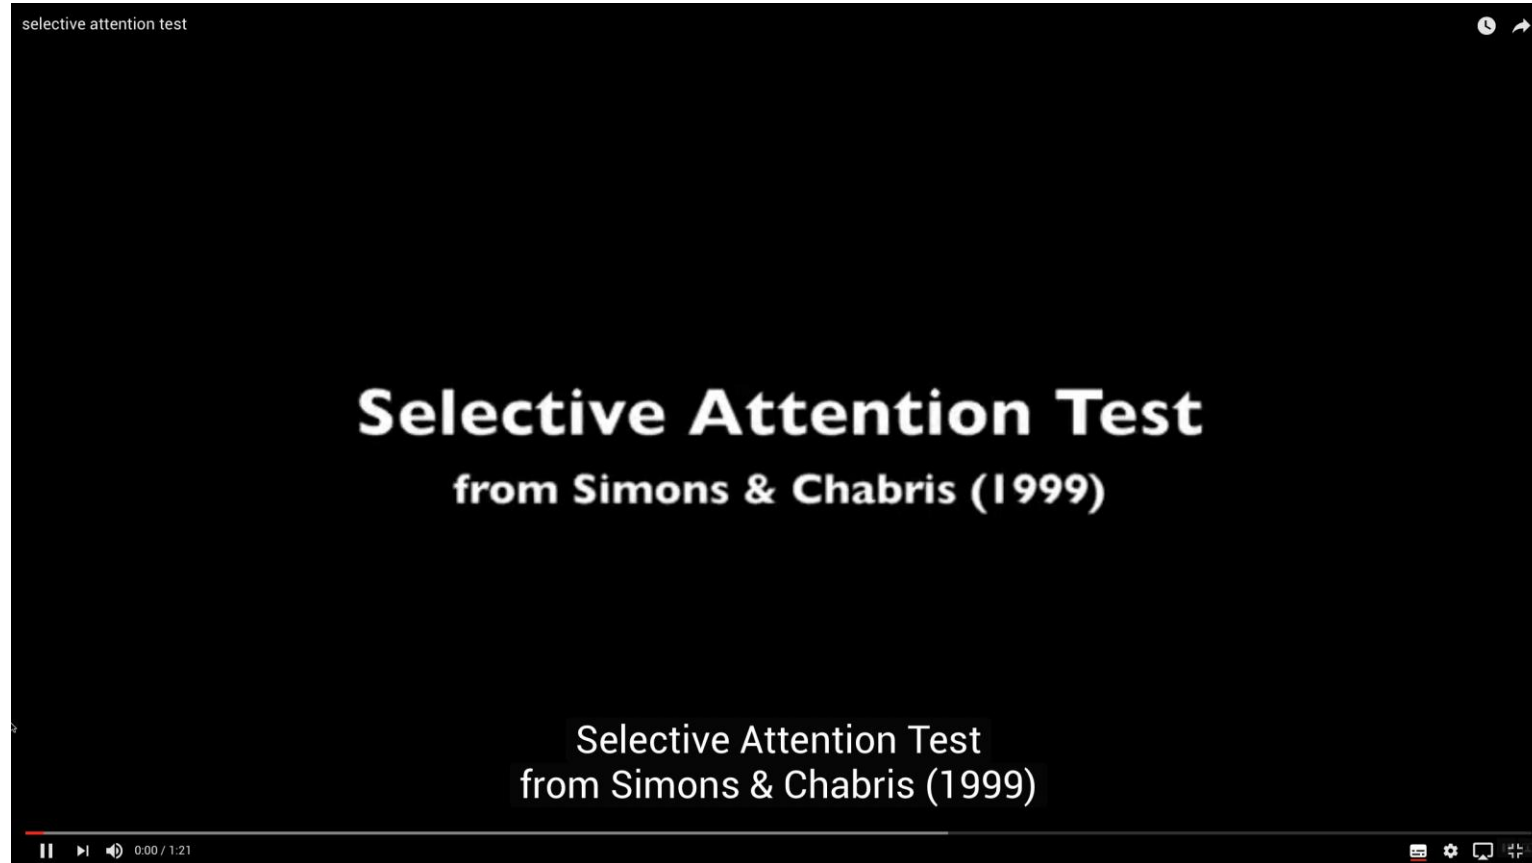 selective attention test
Selective Attention Test
from Simons & Chabris (1999)
Selective Attention Test
from Simons & Chabris (1999)
0:00 / 1:21